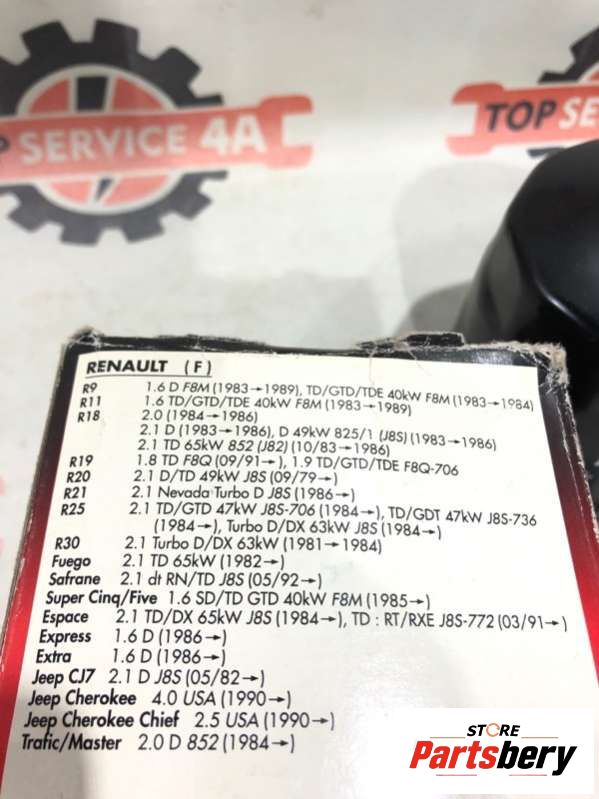 TOP SERVICE 4A
TOP SE
RENAULT (F)
R9 1.6 D F8M (1983→1989), TD/GTD/TDE 40kW F8M (1983→1984)
R11 1.6 TD/GTD/TDE 40kW F8M (1983→1989)
R18 2.0 (1984→1986)
2.1 D (1983→1986), D 49kW 825/1 (J8S) (1983→1986)
2.1 TD 65kW 852 (J82) (10/83→1986)
R19 1.8 TD F8Q (09/91→), 1.9 TD/GTD/TDE F8Q-706
R20 2.1 D/TD 49kW J8S (09/79→)
R21 2.1 Nevada Turbo D J8S (1986→)
R25 2.1 TD/GTD 47kW J8S-706 (1984→), TD/GDT 47kW J8S-736
(1984→), Turbo D/DX 63kW J8S (1984→)
R30 2.1 Turbo D/DX 63kW (1981→1984)
Fuego 2.1 TD 65kW (1982→)
Safrane 2.1 dt RN/TD J8S (05/92→)
Super Cinq/Five 1.6 SD/TD GTD 40kW F8M (1985→)
Espace 2.1 TD/DX 65kW J8S (1984→), TD : RT/RXE J8S-772 (03/91→)
Express 1.6 D (1986→)
Extra 1.6 D (1986→)
Jeep CJ7 2.1 D J8S (05/82→)
Jeep Cherokee 4.0 USA (1990→)
Jeep Cherokee Chief 2.5 USA (1990→)
Trafic/Master 2.0 D 852 (1984→)
STORE
Partsbery